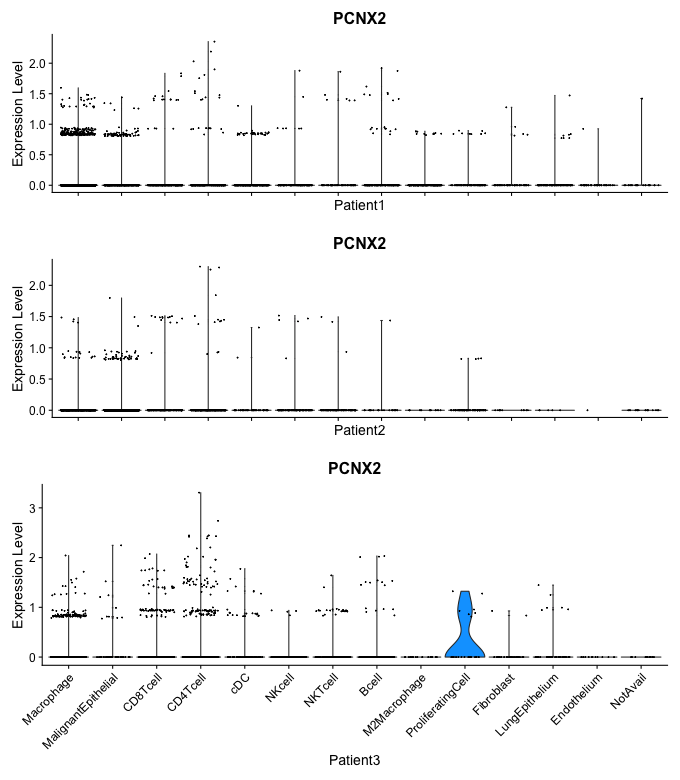 PCNX2
Expression Level
2.0
1.5
1.0
0.5
0.0
Patient1
PCNX2
Expression Level
2.0
1.5
1.0
0.5
0.0
Patient2
PCNX2
Expression Level
3
2
1
0
Macrophage
MalignantEpithelial
CD8Tcell
CD4Tcell
cDC
NKcell
NKTcell
Bcell
M2Macrophage
ProliferatingCell
Fibroblast
LungEpithelium
Endothelium
NotAvail
Patient3